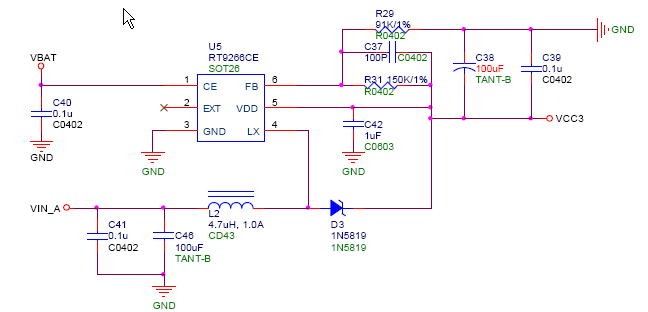 R29
91K/1%
R0402
GND
C37
100P
C0402
U5
RT9266CE
SOT26
VBAT
C38
100uF
TANT-B
C39
0.1u
C0402
1
CE
FB
6
R31 150K/1%
R0402
2
EXT
VDD
5
3
GND
LX
4
C40
0.1u
C0402
GND
C42
1uF
C0603
VCC3
GND
GND
VIN_A
L2
4.7uH, 1.0A
CD43
D3
1N5819
1N5819
C41
0.1u
C0402
C46
100uF
TANT-B
GND